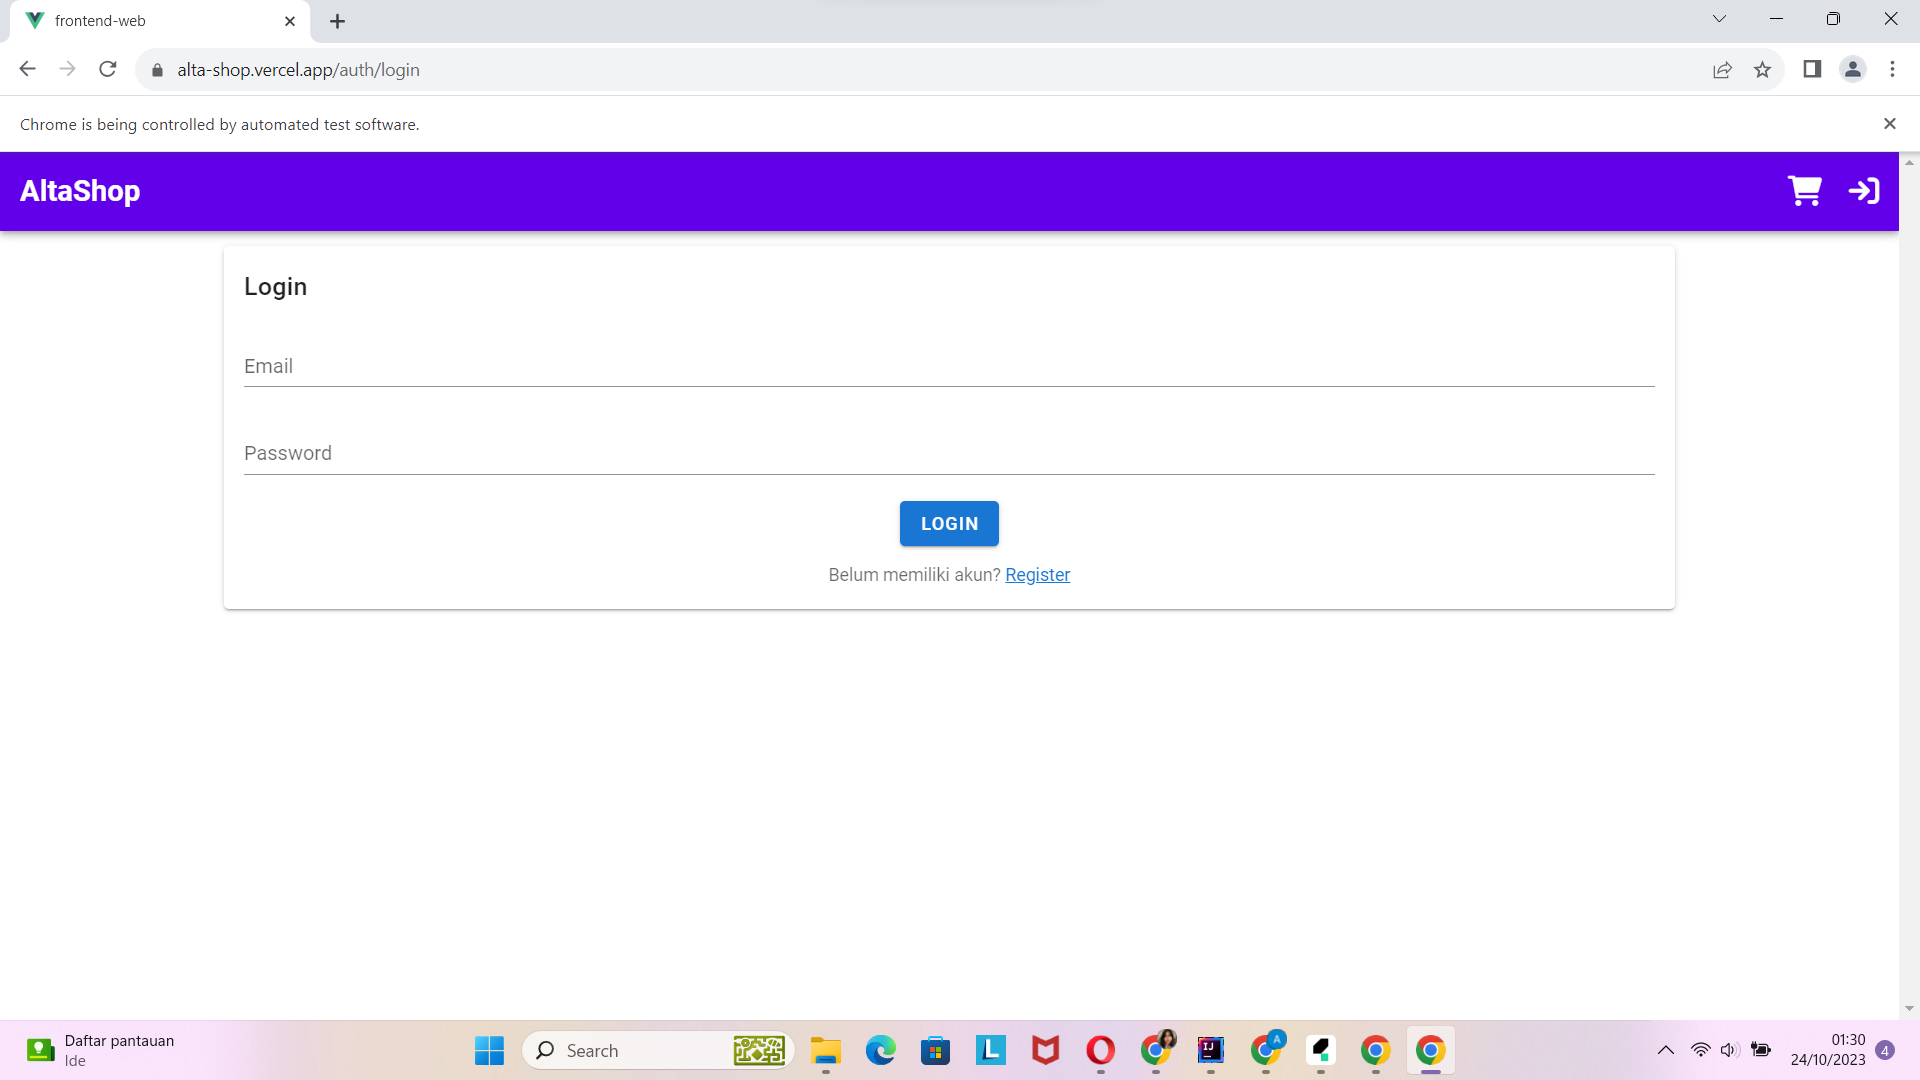 frontend-web
alta-shop.vercel.app/auth/login
Chrome is being controlled by automated test software.
AltaShop
Login
Email
Password
LOGIN
Belum memiliki akun? Register
Daftar pantauan
Ide
Search
L
IJ
A
01:30
24/10/2023
4